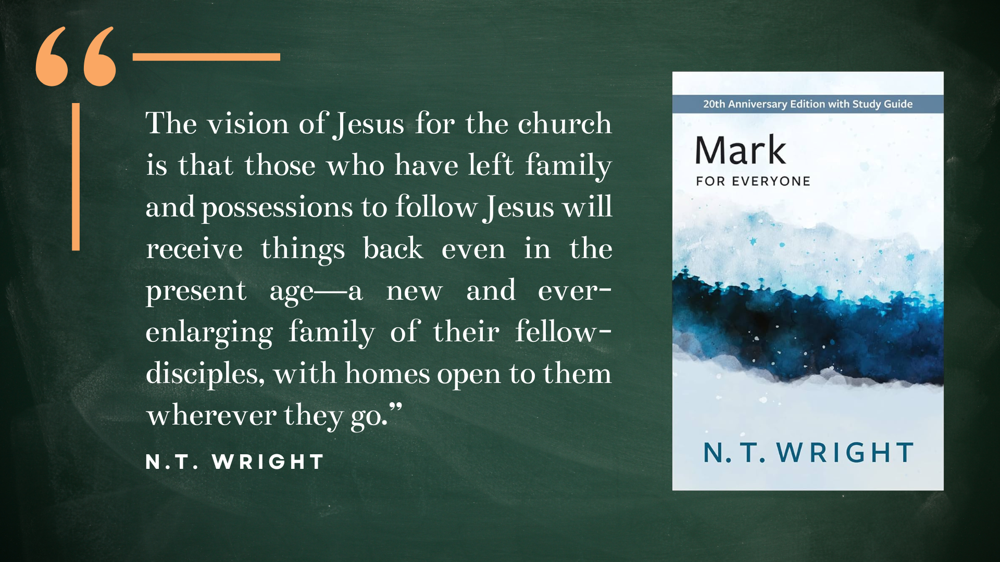 “
The vision of Jesus for the church
is that those who have left family
and possessions to follow Jesus will
receive things back even in the
present age—a new and ever-
enlarging family of their fellow-
disciples, with homes open to them
wherever they go.”
N.T. WRIGHT
20th Anniversary Edition with Study Guide
Mark
FOR EVERYONE
N. T. WRIGHT